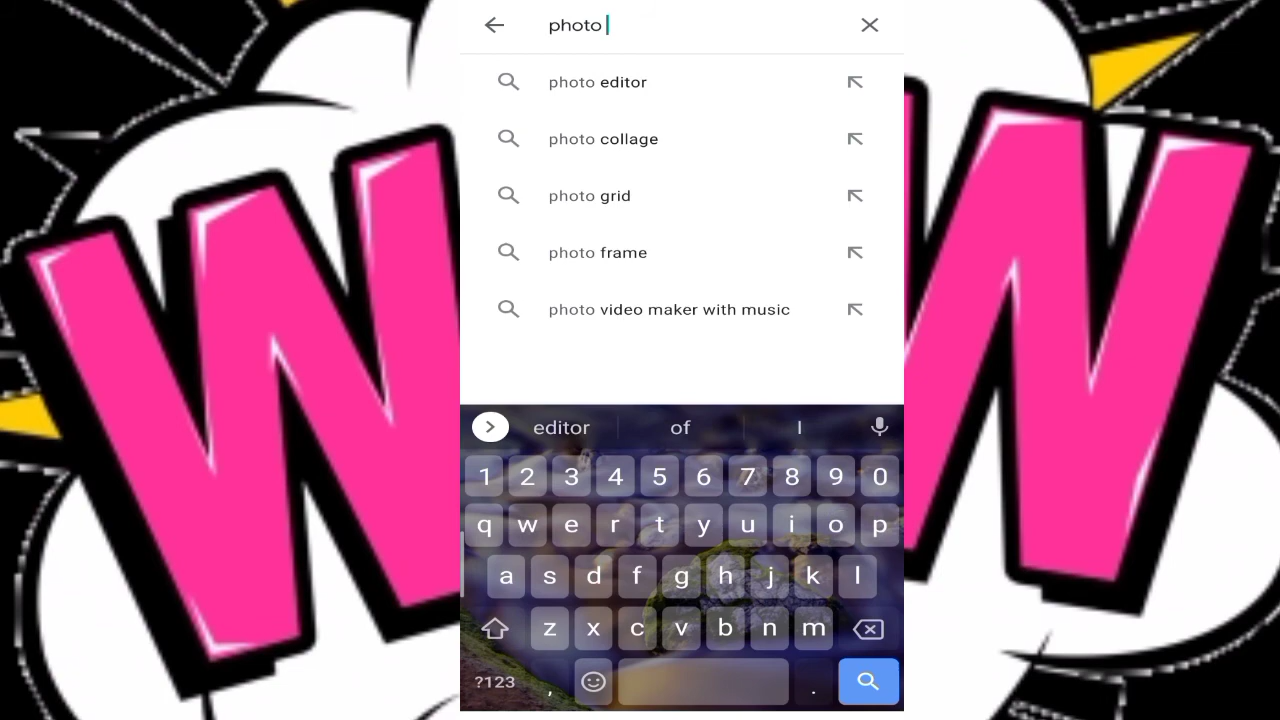 photo
photo editor
photo collage
photo grid
photo frame
photo video maker with music
editor of I
1 2 3 4 5 6 7 8 9 0
q w e r t y u i o p
a s d f g h j k l
z x c v b n m
?123 , .
W W